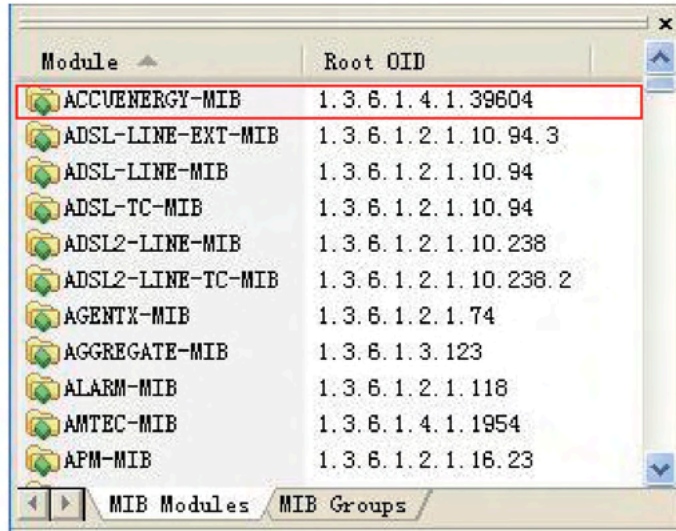 Module Root OID
ACCUENERGY-MIB 1.3.6.1.4.1.39604
ADSL-LINE-EXT-MIB 1.3.6.1.2.1.10.94.3
ADSL-LINE-MIB 1.3.6.1.2.1.10.94
ADSL-TC-MIB 1.3.6.1.2.1.10.94
ADSL2-LINE-MIB 1.3.6.1.2.1.10.238
ADSL2-LINE-TC-MIB 1.3.6.1.2.1.10.238.2
AGENTX-MIB 1.3.6.1.2.1.74
AGGREGATE-MIB 1.3.6.1.3.123
ALARM-MIB 1.3.6.1.2.1.118
AMTEC-MIB 1.3.6.1.4.1.1954
APM-MIB 1.3.6.1.2.1.16.23
MIB Modules MIB Groups